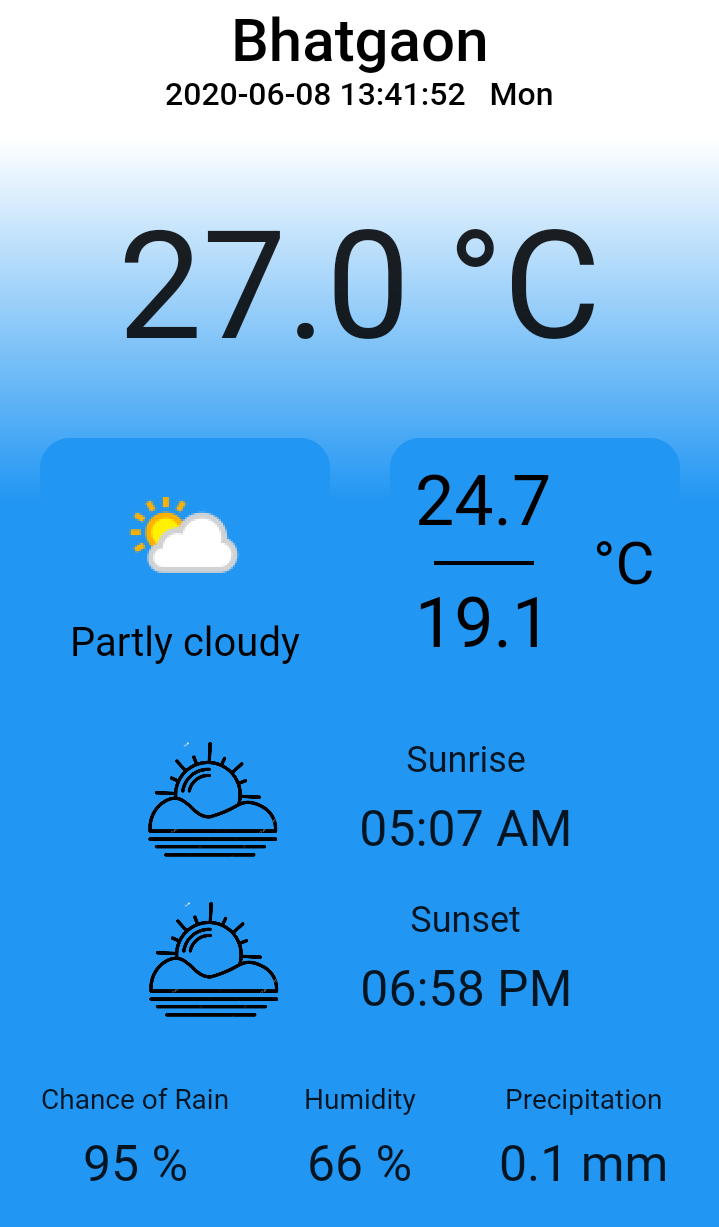 Bhatgaon
2020-06-08 13:41:52 Mon
27.0 °C
Partly cloudy
24.7
19.1
°C
Sunrise
05:07 AM
Sunset
06:58 PM
Chance of Rain Humidity Precipitation
95 % 66 % 0.1 mm